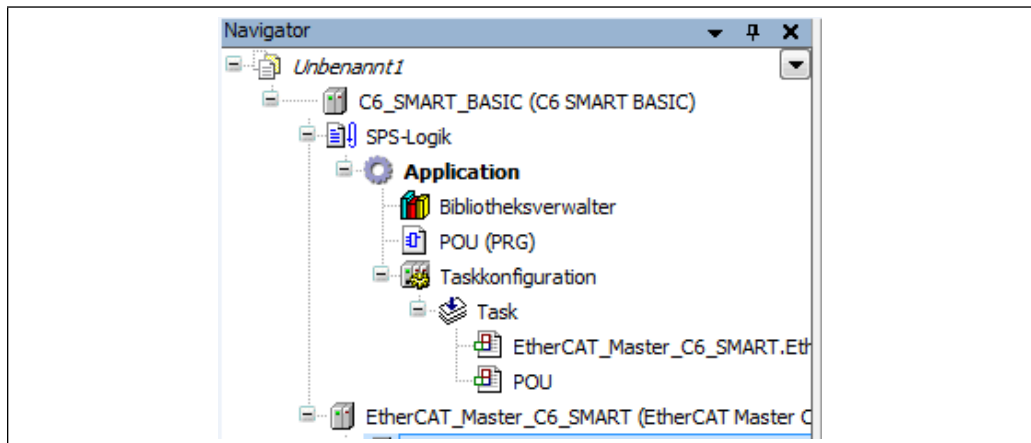 Navigator
Unbenannt1
C6_SMART_BASIC (C6 SMART BASIC)
SPS-Logik
Application
Bibliotheksverwalter
POU (PRG)
Taskkonfiguration
Task
EtherCAT_Master_C6_SMART.Eth
POU
EtherCAT_Master_C6_SMART (EtherCAT Master C